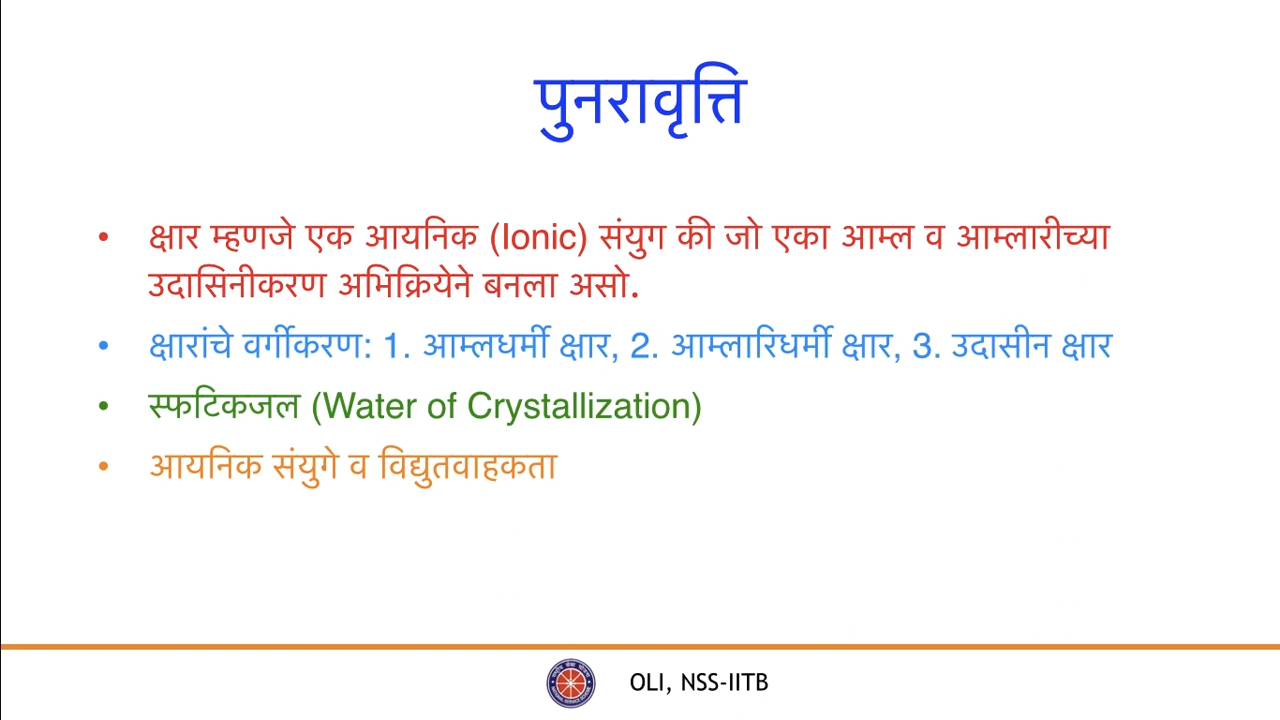 पुनरावृत्ति
• क्षार म्हणजे एक आयनिक (Ionic) संयुग की जो एका आम्ल व आम्लारीच्या
उदासिनीकरण अभिक्रियेने बनला असो.
• क्षारांचे वर्गीकरण: 1. आम्लधर्मी क्षार, 2. आम्लारिधर्मी क्षार, 3. उदासीन क्षार
• स्फटिकजल (Water of Crystallization)
• आयनिक संयुगे व विद्युतवाहकता
OLI, NSS-IITB